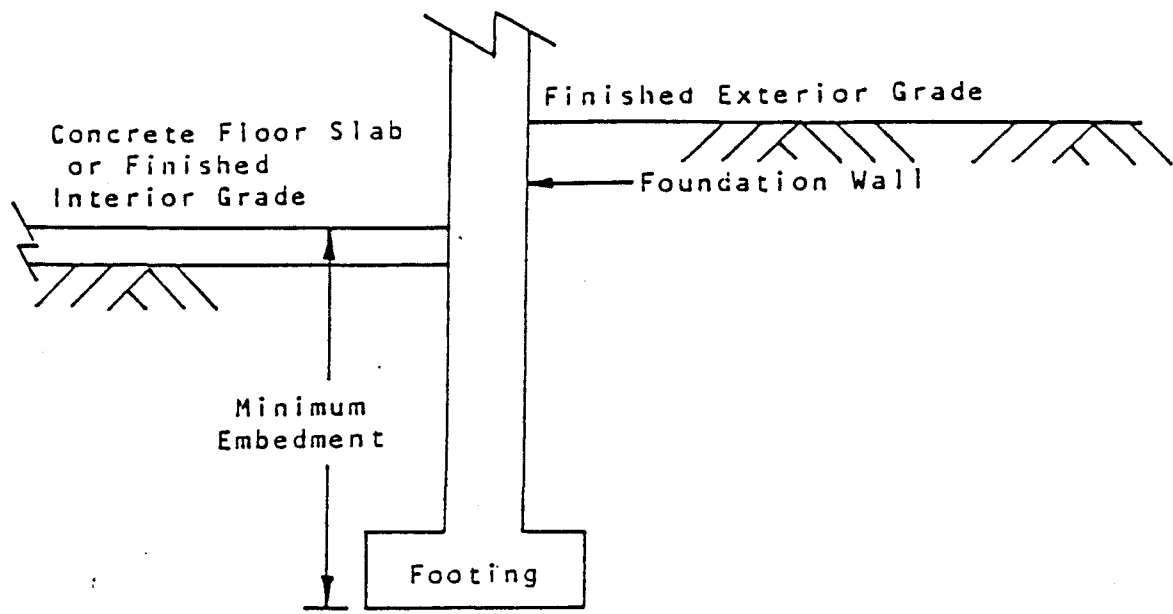 Finished Exterior Grade
Concrete Floor Slab
or Finished
Interior Grade
Foundation Wall
Minimum
Embedment
Footing